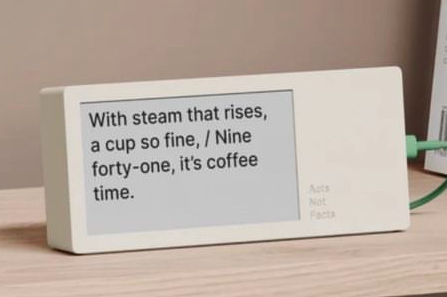 With steam that rises,
a cup so fine, / Nine
forty-one, it's coffee
time.
Acts
Not
Facts